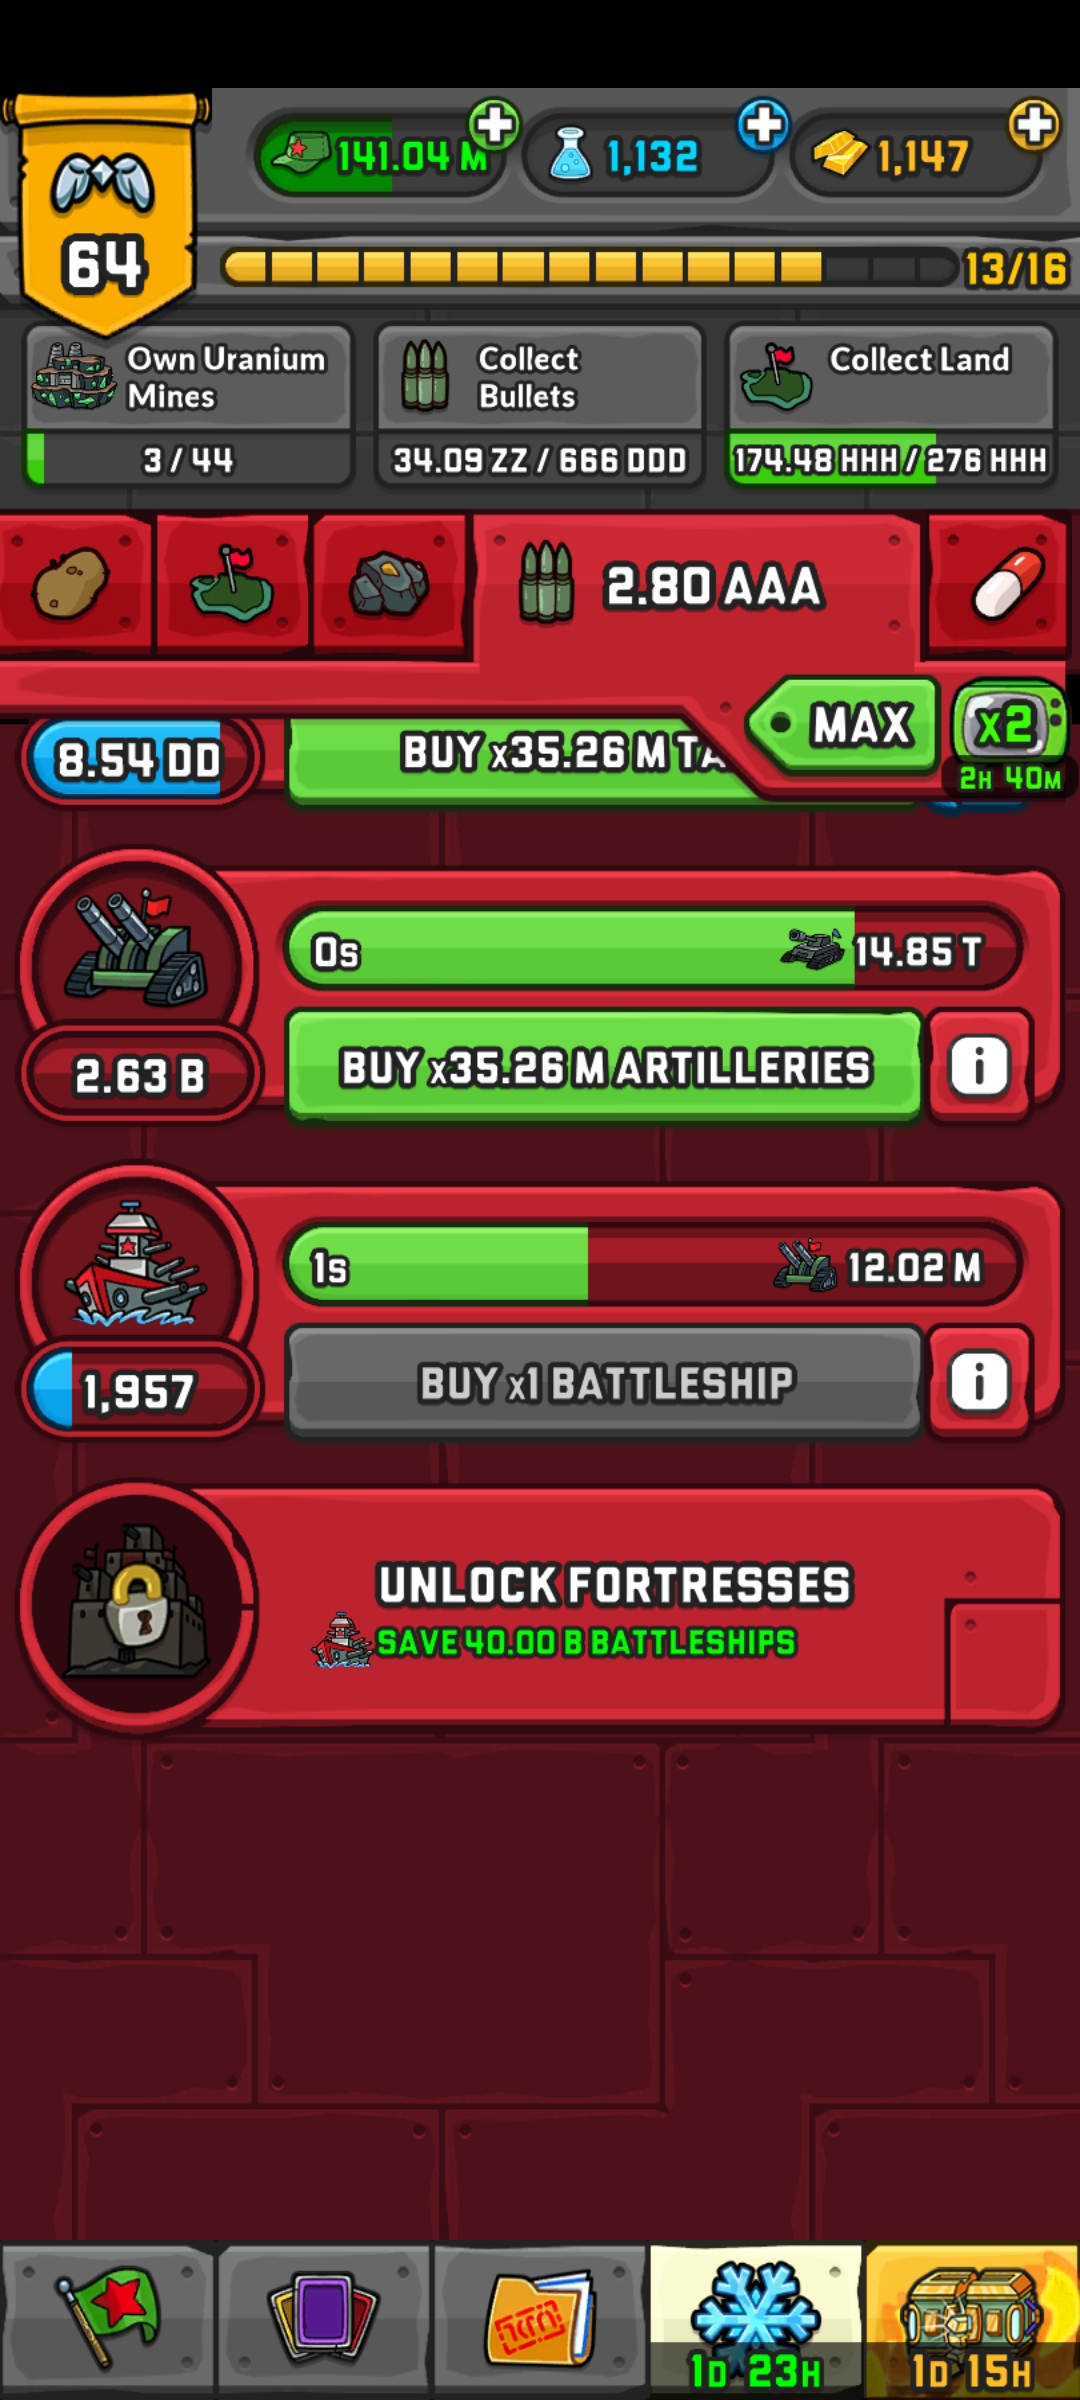 141.04 M
1,132
1,147
64
13/16
Own Uranium
Mines
3 / 44
Collect
Bullets
34.09 ZZ / 666 DDD
Collect Land
174.48 HHH / 276 HHH
2.80 AAA
MAX
X2
2H 40M
8.54 DD
BUY x35.26 M TA
0s
14.85 T
2.63 B
BUY x35.26 M ARTILLERIES
i
1s
12.02 M
1,957
BUY x1 BATTLESHIP
i
UNLOCK FORTRESSES
SAVE 40.00 B BATTLESHIPS
1D 23H
1D 15H